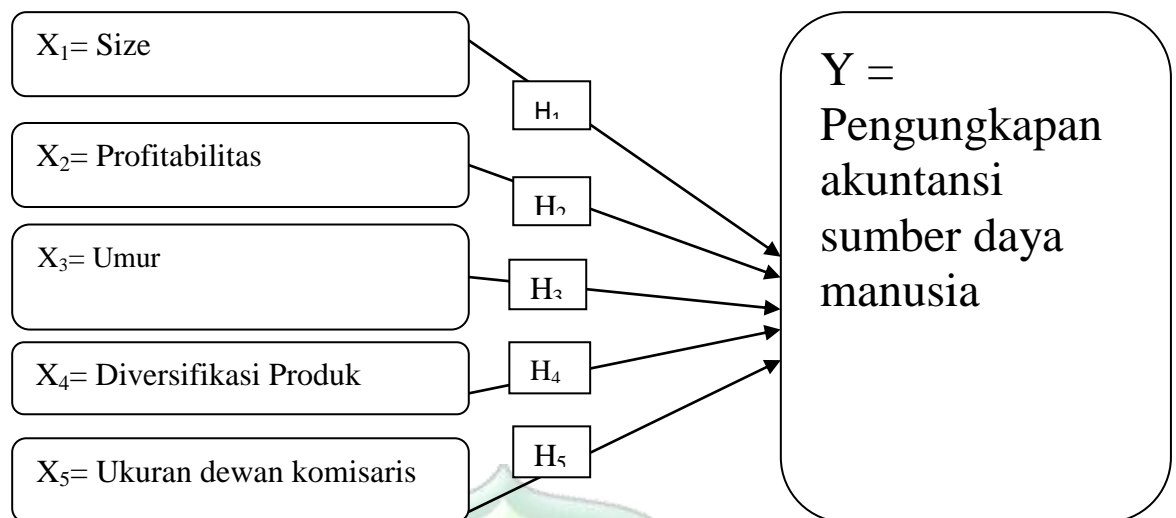 X₁= Size
H₁
X₂= Profitabilitas
H₂
X₃= Umur
H₃
X₄= Diversifikasi Produk
H₄
X₅= Ukuran dewan komisaris
H₅
Y =
Pengungkapan
akuntansi
sumber daya
manusia